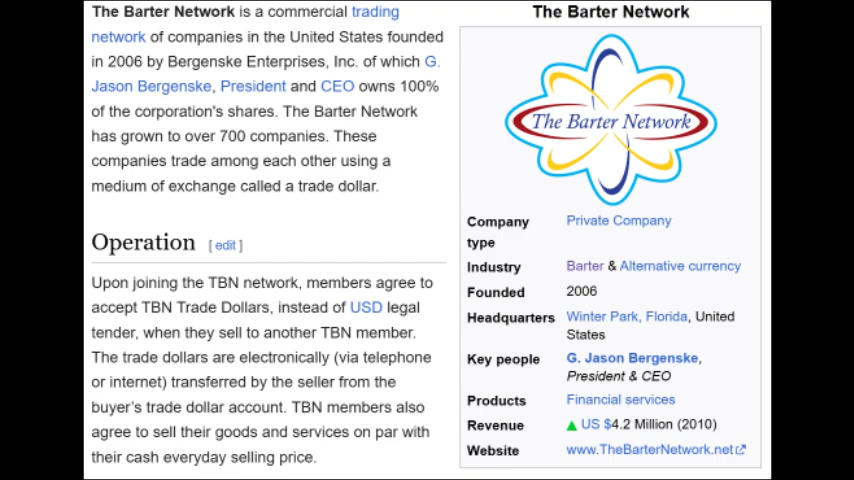 The Barter Network is a commercial trading
network of companies in the United States founded
in 2006 by Bergenske Enterprises, Inc. of which G.
Jason Bergenske, President and CEO owns 100%
of the corporation's shares. The Barter Network
has grown to over 700 companies. These
companies trade among each other using a
medium of exchange called a trade dollar.
Operation [ edit ]
Upon joining the TBN network, members agree to
accept TBN Trade Dollars, instead of USD legal
tender, when they sell to another TBN member.
The trade dollars are electronically (via telephone
or internet) transferred by the seller from the
buyer's trade dollar account. TBN members also
agree to sell their goods and services on par with
their cash everyday selling price.
The Barter Network
The Barter Network
Company type Private Company
Industry Barter & Alternative currency
Founded 2006
Headquarters Winter Park, Florida, United
States
Key people G. Jason Bergenske,
President & CEO
Products Financial services
Revenue ▲ US $4.2 Million (2010)
Website www.TheBarterNetwork.net